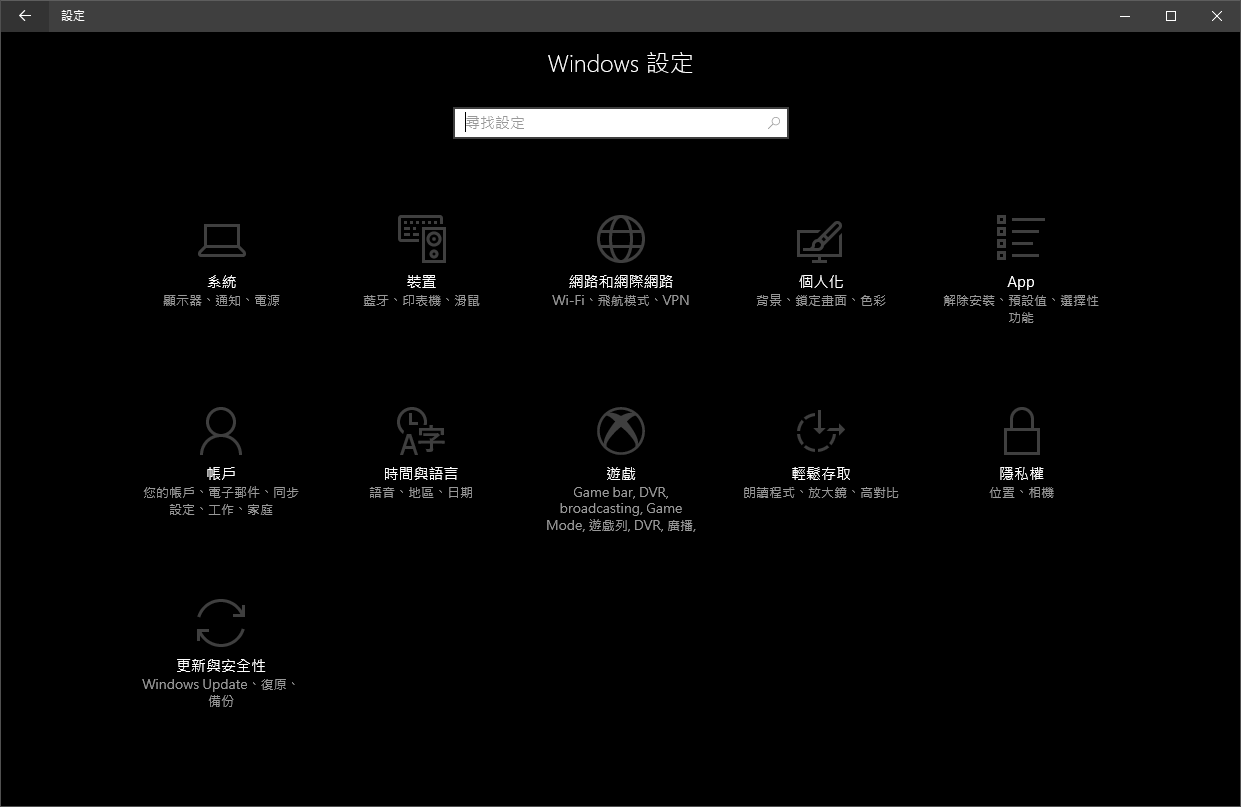 設定
Windows 設定
尋找設定
系統
顯示器、通知、電源
裝置
藍牙、印表機、滑鼠
網路和網際網路
Wi-Fi、飛航模式、VPN
個人化
背景、鎖定畫面、色彩
App
解除安裝、預設值、選擇性
功能
帳戶
您的帳戶、電子郵件、同步
設定、工作、家庭
時間與語言
語音、地區、日期
遊戲
Game bar, DVR,
broadcasting, Game
Mode, 遊戲列, DVR, 廣播,
輕鬆存取
朗讀程式、放大鏡、高對比
隱私權
位置、相機
更新與安全性
Windows Update、復原、
備份